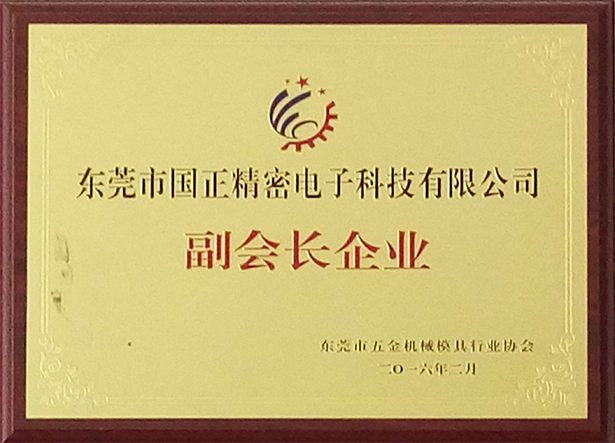 东莞市国正精密电子科技有限公司
副会长企业
东莞市五金机械模具行业协会
二O一六年二月